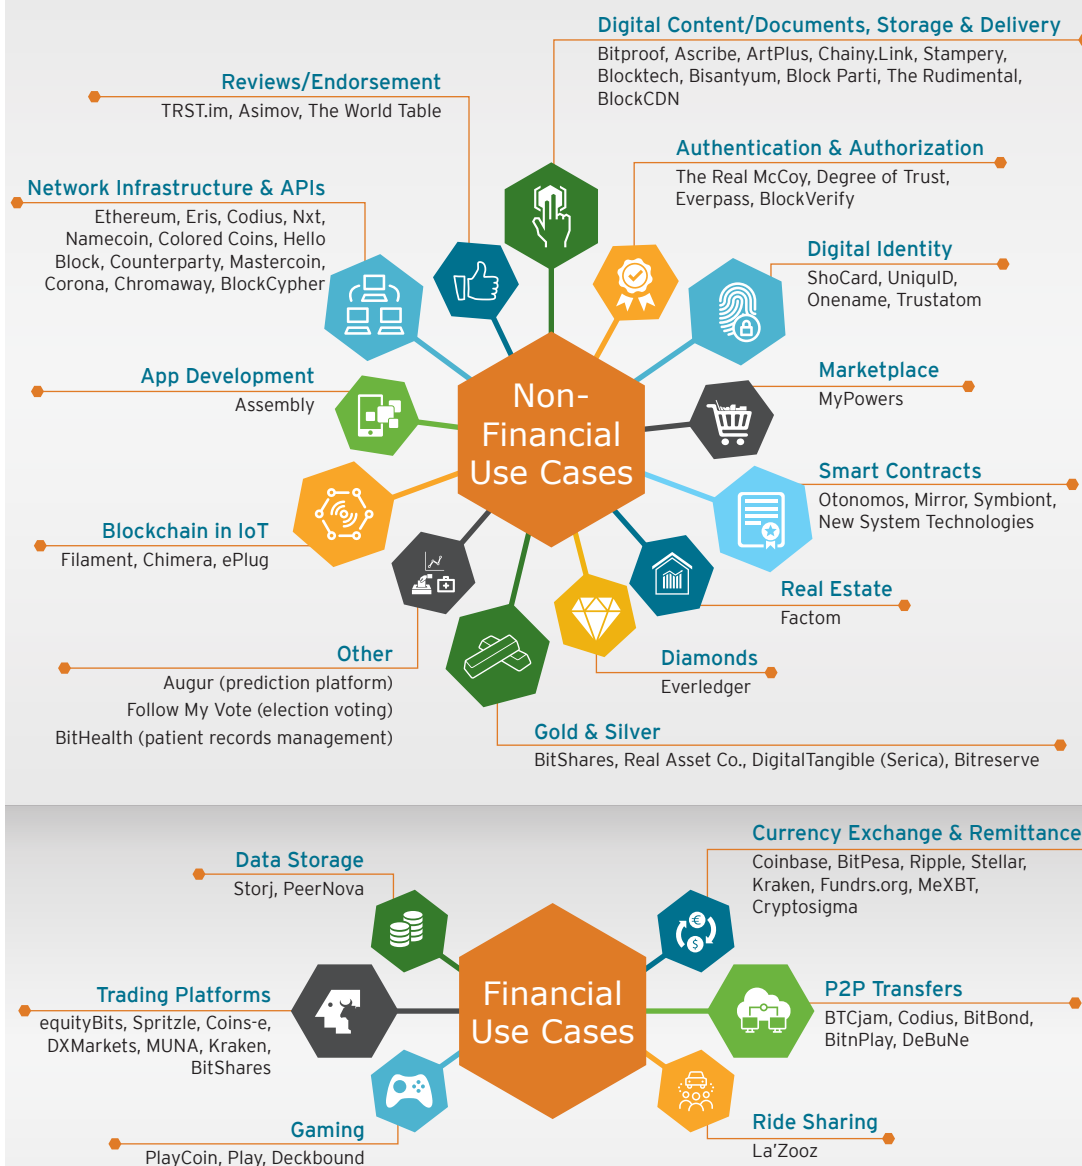 Digital Content/Documents, Storage & Delivery
Bitproof, Ascribe, ArtPlus, Chainy.Link, Stampery,
Blocktech, Bisantyum, Block Parti, The Rudimental,
BlockCDN
Reviews/Endorsement
TRST.im, Asimov, The World Table
Authentication & Authorization
The Real McCoy, Degree of Trust,
Everpass, BlockVerify
Network Infrastructure & APIs
Ethereum, Eris, Codius, Nxt,
Namecoin, Colored Coins, Hello
Block, Counterparty, Mastercoin,
Corona, Chromaway, BlockCypher
Digital Identity
ShoCard, UniquID,
Onename, Trustatom
App Development
Assembly
Non-
Financial
Use Cases
Marketplace
MyPowers
Smart Contracts
Otonomos, Mirror, Symbiont,
New System Technologies
Blockchain in IoT
Filament, Chimera, ePlug
Real Estate
Factom
Other
Augur (prediction platform)
Follow My Vote (election voting)
BitHealth (patient records management)
Diamonds
Everledger
Gold & Silver
BitShares, Real Asset Co., DigitalTangible (Serica), Bitreserve
Currency Exchange & Remittance
Coinbase, BitPesa, Ripple, Stellar,
Kraken, Fundrs.org, MeXBT,
Cryptosigma
Data Storage
Storj, PeerNova
€
$
Trading Platforms
equityBits, Spritzle, Coins-e,
DXMarkets, MUNA, Kraken,
BitShares
Financial
Use Cases
P2P Transfers
BTCjam, Codius, BitBond,
BitnPlay, DeBuNe
Gaming
PlayCoin, Play, Deckbound
Ride Sharing
La'Zooz